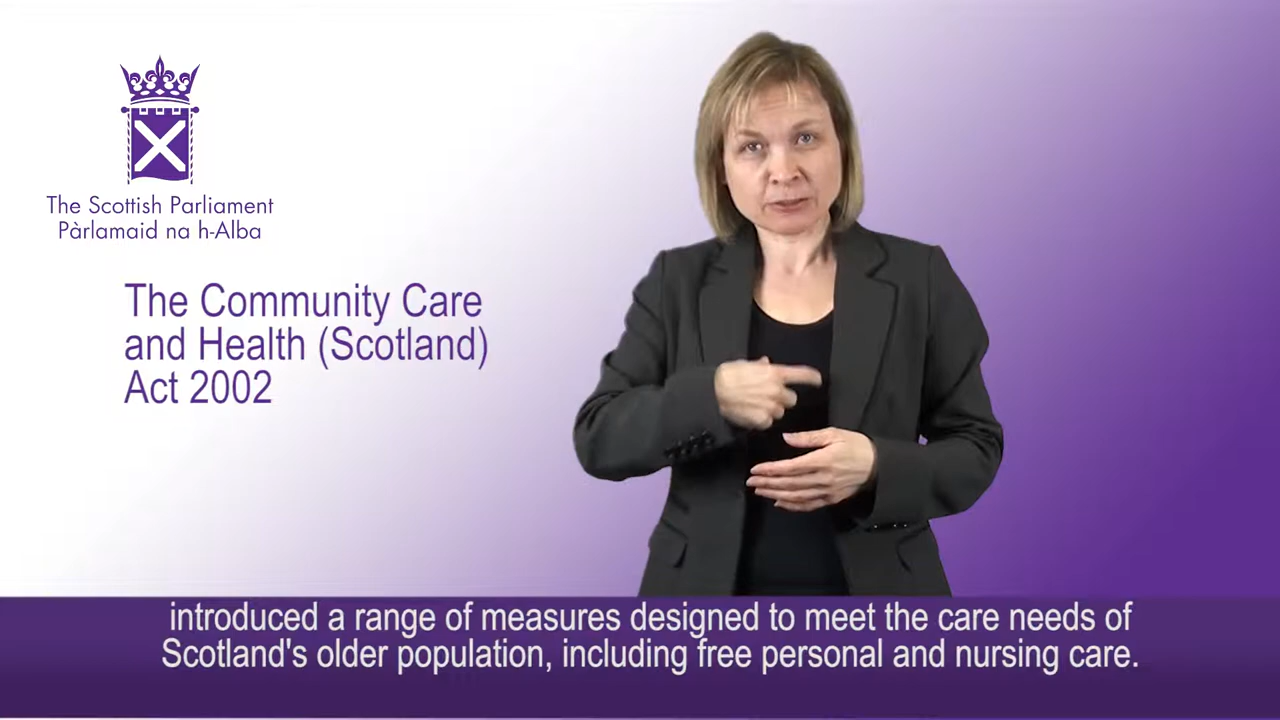 The Scottish Parliament
Pàrlamaid na h-Alba
The Community Care
and Health (Scotland)
Act 2002
introduced a range of measures designed to meet the care needs of
Scotland's older population, including free personal and nursing care.